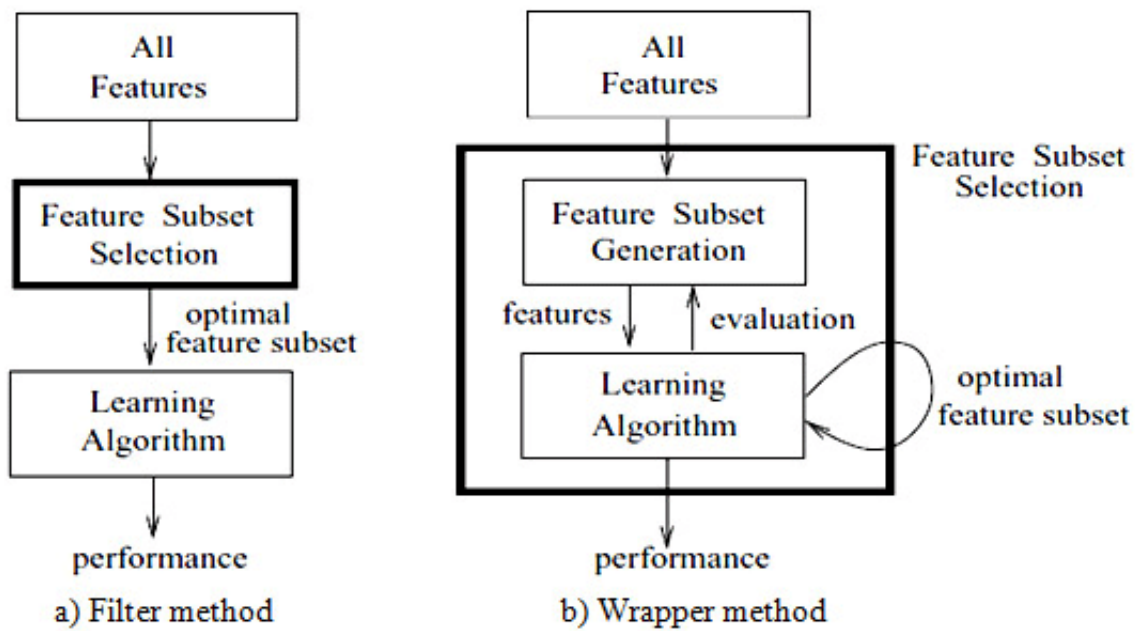 All
Features
Feature Subset
Selection
optimal
feature subset
Learning
Algorithm
performance
a) Filter method
All
Features
Feature Subset
Selection
Feature Subset
Generation
features
evaluation
Learning
Algorithm
optimal
feature subset
performance
b) Wrapper method